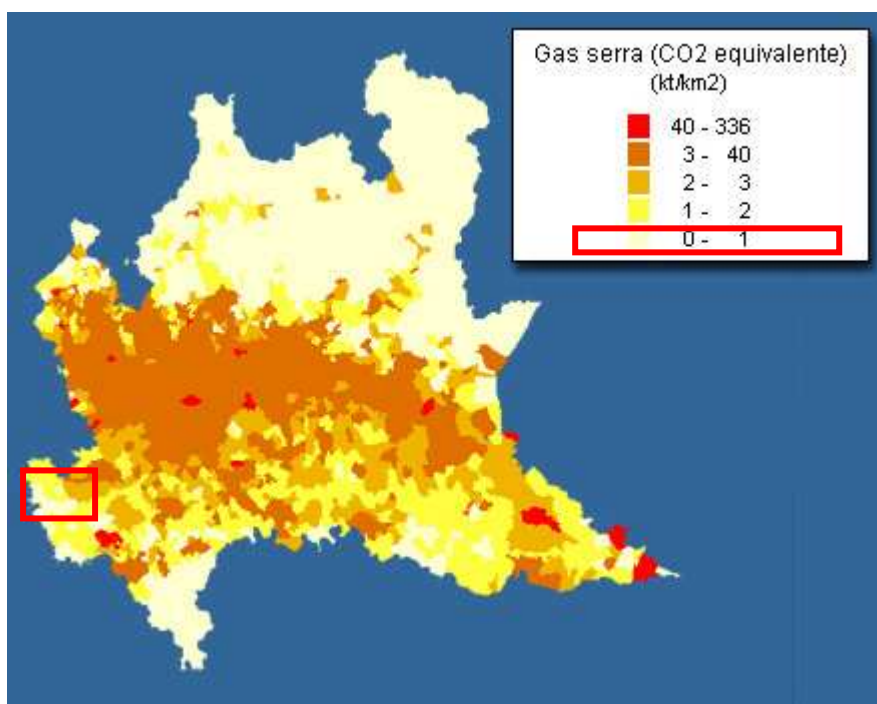 Gas serra (CO2 equivalente)
(kt/km2)
40 - 336
3 - 40
2 - 3
1 - 2
0 - 1